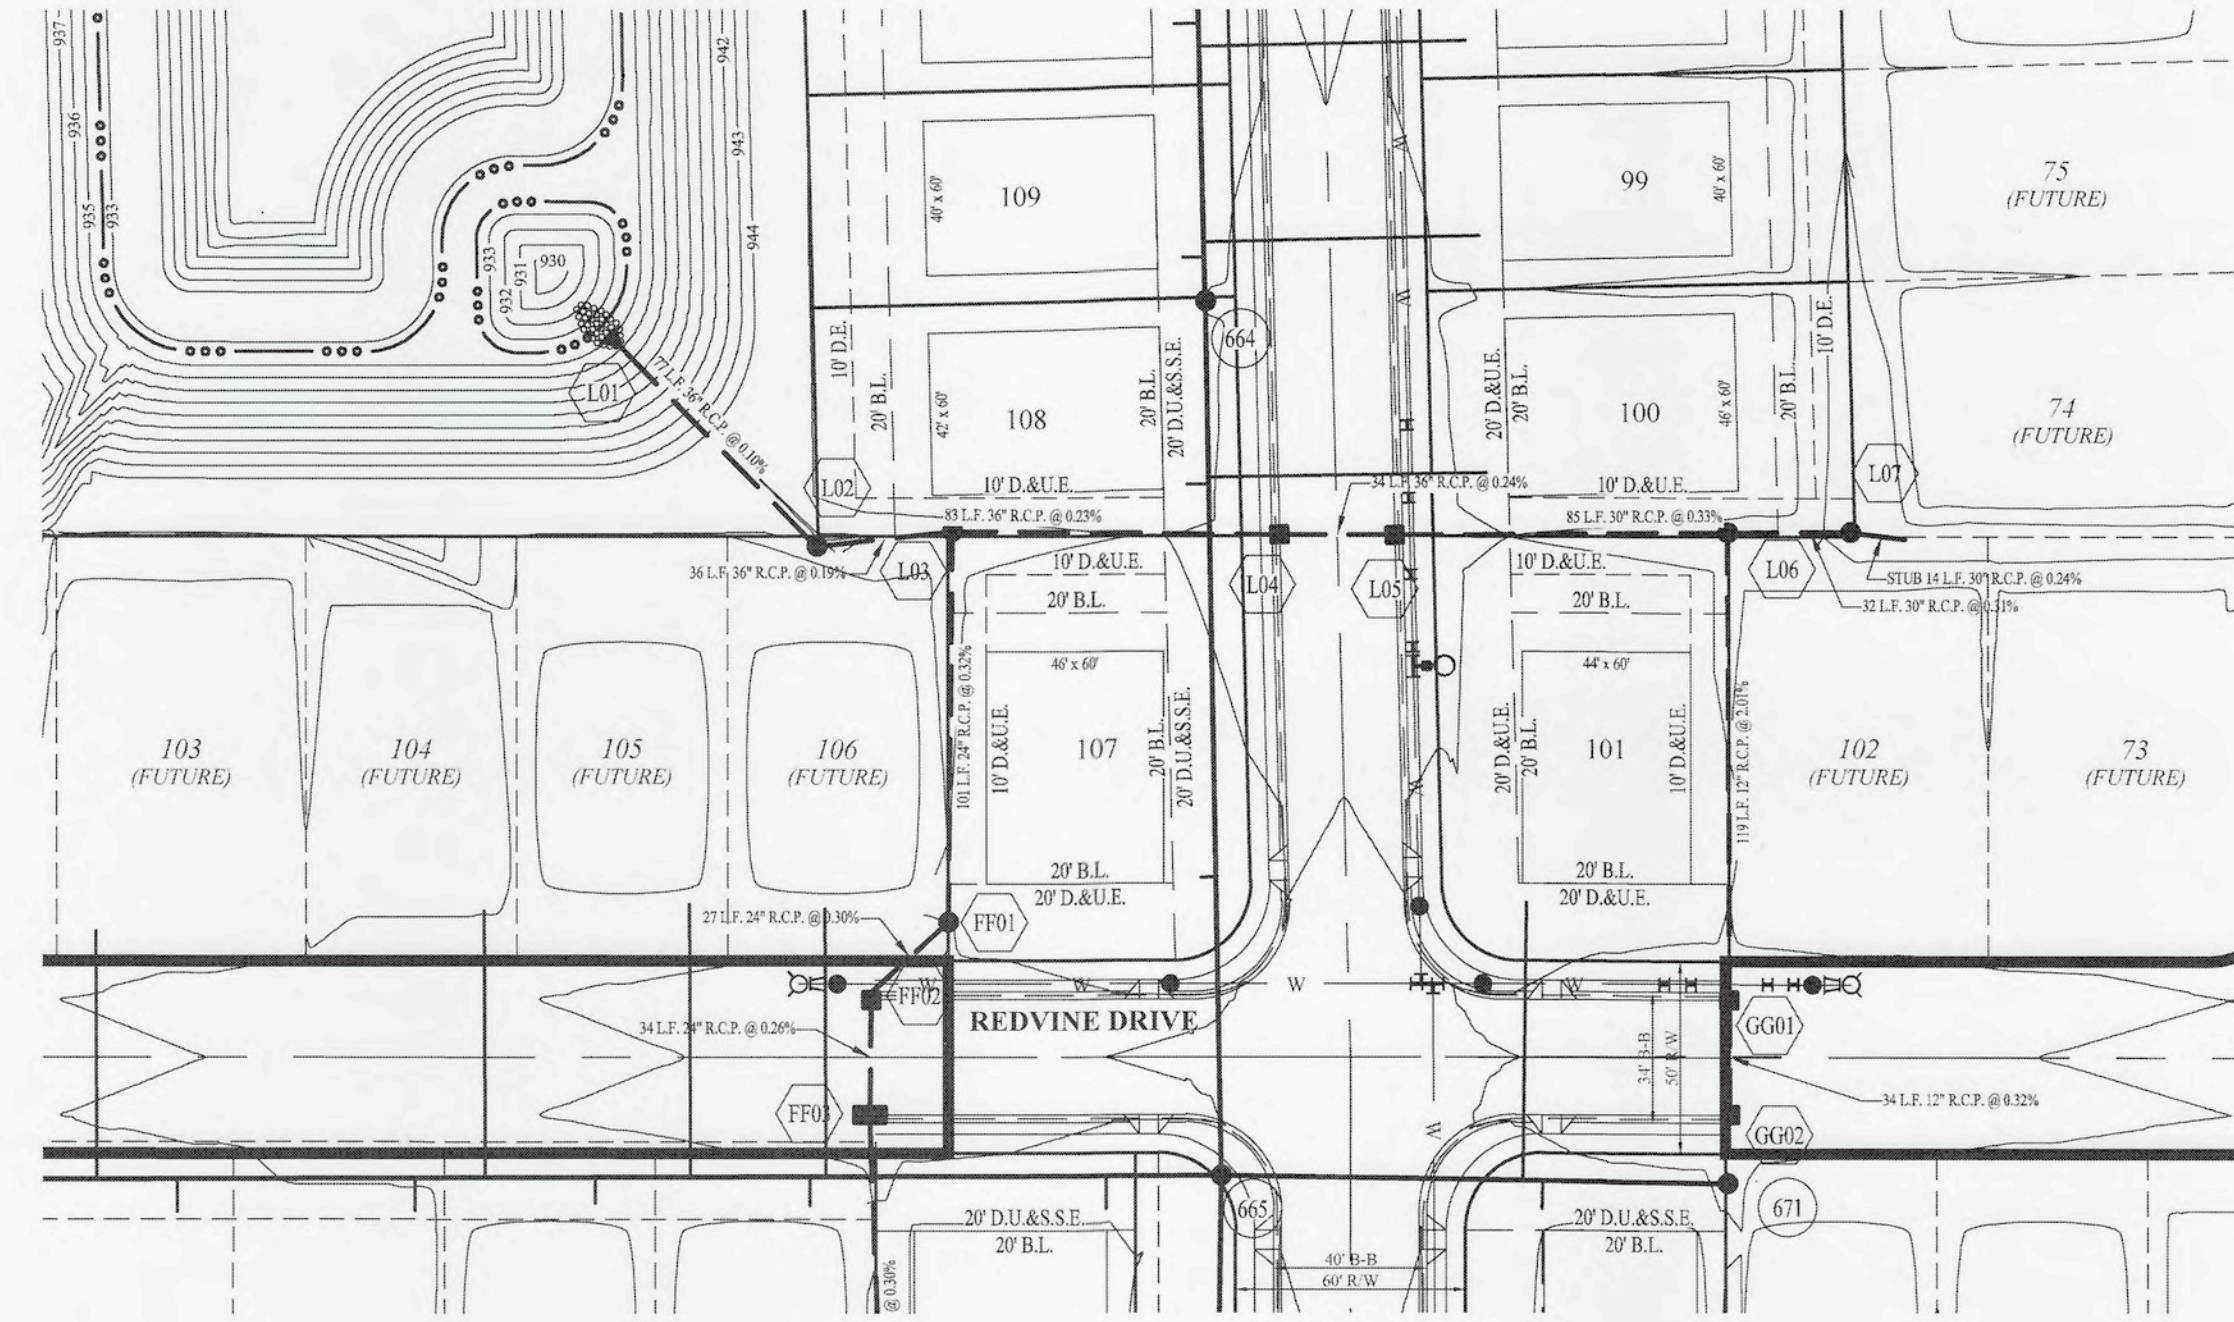 937
936
935
933
942
943
944
933
932
931
930
L01
77 L.F. 36" R.C.P. @ 0.10%
L02
10' D.E.
20' B.L.
40' x 60'
109
42' x 60'
108
20' B.L.
20' D.U.&S.S.E.
664
10' D.&U.E.
83 L.F. 36" R.C.P. @ 0.23%
34 L.F. 36" R.C.P. @ 0.24%
W
W
99
40' x 60'
75
(FUTURE)
20' D.&U.E.
20' B.L.
100
46' x 60'
20' B.L.
10' D.E.
74
(FUTURE)
10' D.&U.E.
85 L.F. 30" R.C.P. @ 0.33%
L07
36 L.F. 36" R.C.P. @ 0.19%
L03
10' D.&U.E.
20' B.L.
L04
L05
10' D.&U.E.
20' B.L.
L06
STUB 14 L.F. 30" R.C.P. @ 0.24%
32 L.F. 30" R.C.P. @ 0.31%
103
(FUTURE)
104
(FUTURE)
105
(FUTURE)
106
(FUTURE)
101 L.F. 24" R.C.P. @ 0.32%
10' D.&U.E.
46' x 60'
107
20' B.L.
20' D.U.&S.S.E.
20' B.L.
20' D.&U.E.
W
20' D.&U.E.
20' B.L.
44' x 60'
101
10' D.&U.E.
20' B.L.
20' D.&U.E.
119 L.F. 12" R.C.P. @ 2.01%
102
(FUTURE)
73
(FUTURE)
27 L.F. 24" R.C.P. @ 0.30%
FF01
W
FF02
W
W
W
34 L.F. 24" R.C.P. @ 0.26%
REDVINE DRIVE
34' B-B
50' R/W
GG01
FF03
W
34 L.F. 12" R.C.P. @ 0.32%
GG02
665
671
20' D.U.&S.S.E.
20' B.L.
40' B-B
60' R/W
20' D.U.&S.S.E.
20' B.L.
@ 0.30%